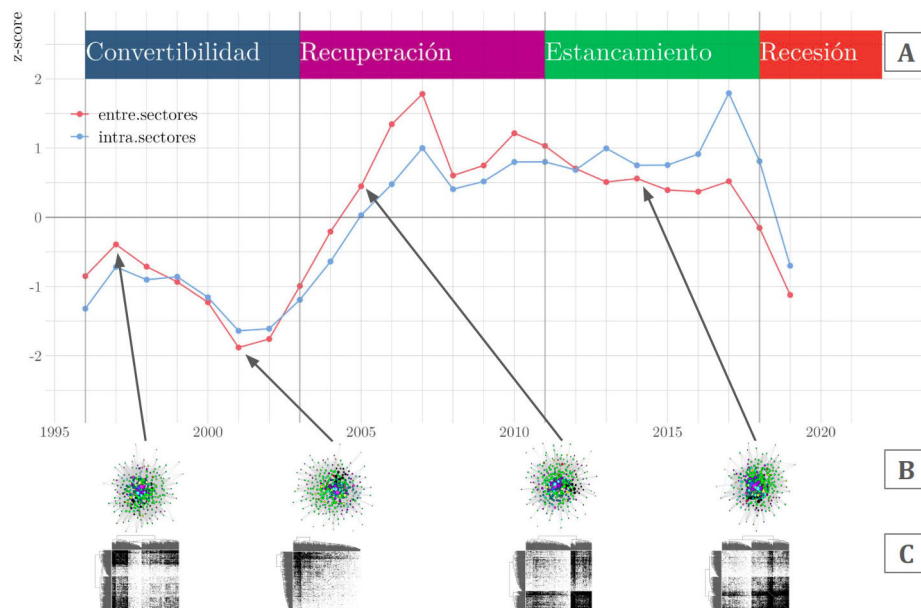 z-score
Convertibilidad Recuperación Estancamiento Recesión A
2
entre.sectores
intra.sectores
1
0
-1
-2
1995 2000 2005 2010 2015 2020
B
C